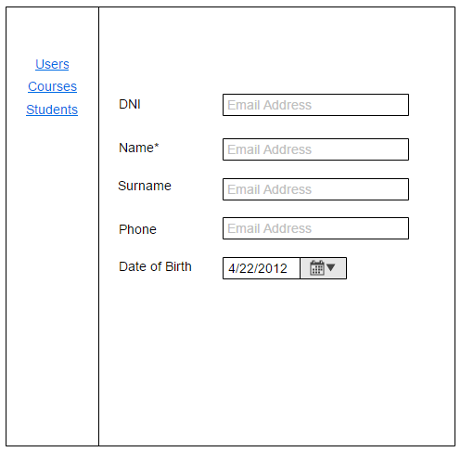 Users
Courses
Students
DNI Email Address
Name* Email Address
Surname Email Address
Phone Email Address
Date of Birth 4/22/2012